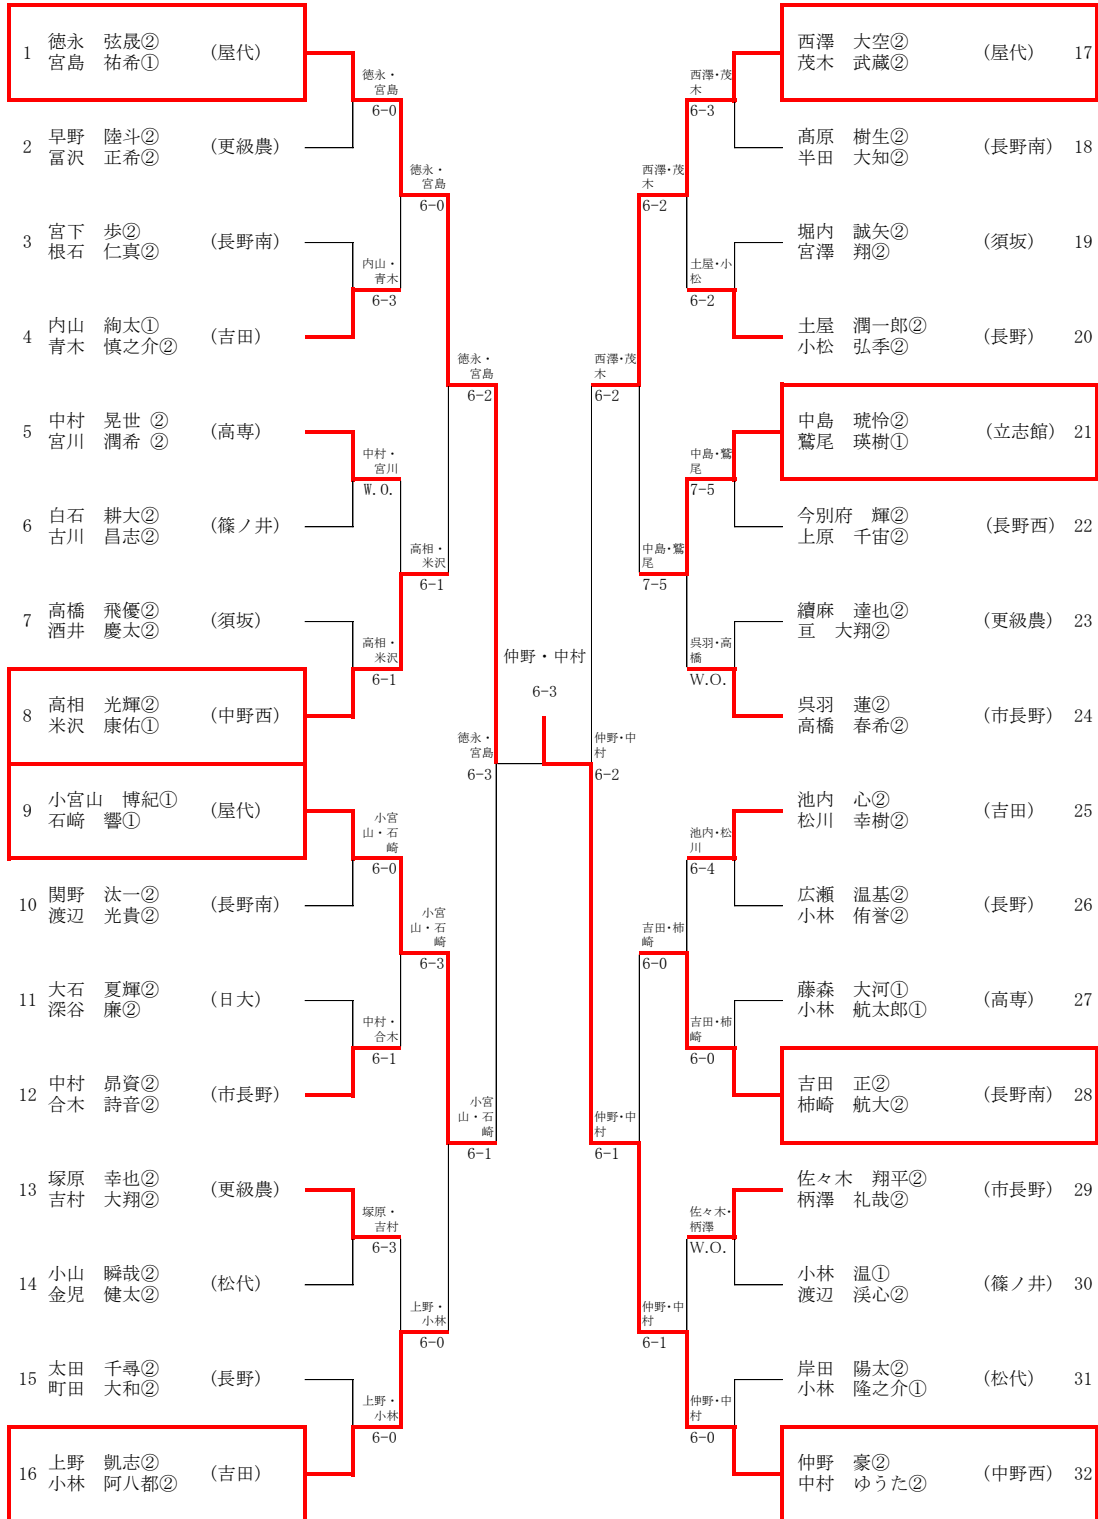 1 徳永 弦晟② (屋代)
宮島 祐希①
2 早野 陸斗② (更級農)
冨沢 正希②
3 宮下 歩② (長野南)
根石 仁真②
4 内山 絢太① (吉田)
青木 慎之介②
5 中村 晃世 ② (高専)
宮川 潤希 ②
6 白石 耕大② (篠ノ井)
古川 昌志②
7 高橋 飛優② (須坂)
酒井 慶太②
8 高相 光輝② (中野西)
米沢 康佑①
9 小宮山 博紀① (屋代)
石﨑 響①
10 関野 汰一② (長野南)
渡辺 光貴②
11 大石 夏輝② (日大)
深谷 廉②
12 中村 昴資② (市長野)
合木 詩音②
13 塚原 幸也② (更級農)
吉村 大翔②
14 小山 瞬哉② (松代)
金児 健太②
15 太田 千尋② (長野)
町田 大和②
16 上野 凱志② (吉田)
小林 阿八都②
徳永・
宮島
6-0
内山・
青木
6-3
中村・
宮川
W.O.
高相・
米沢
6-1
小宮
山・石
崎
6-0
中村・
合木
6-1
塚原・
吉村
6-3
上野・
小林
6-0
徳永・
宮島
6-0
高相・
米沢
6-1
小宮
山・石
崎
6-3
上野・
小林
6-0
徳永・
宮島
6-2
小宮
山・石
崎
6-1
徳永・
宮島
6-3
仲野・中村
6-3
仲野・中
村
6-2
西澤・茂
木
6-2
仲野・中
村
6-1
西澤・茂
木
6-2
中島・鷲
尾
7-5
吉田・柿
崎
6-0
仲野・中
村
6-1
西澤・茂
木
6-3
土屋・小
松
6-2
中島・鷲
尾
7-5
呉羽・高
橋
W.O.
池内・松
川
6-4
吉田・柿
崎
6-0
佐々木・
柄澤
W.O.
仲野・中
村
6-0
西澤 大空② (屋代) 17
茂木 武蔵②
髙原 樹生② (長野南) 18
半田 大知②
堀内 誠矢② (須坂) 19
宮澤 翔②
土屋 潤一郎② (長野) 20
小松 弘季②
中島 琥怜② (立志館) 21
鷲尾 瑛樹①
今別府 輝② (長野西) 22
上原 千宙②
續麻 達也② (更級農) 23
亘 大翔②
呉羽 蓮② (市長野) 24
高橋 春希②
池内 心② (吉田) 25
松川 幸樹②
広瀬 温基② (長野) 26
小林 侑誉②
藤森 大河① (高専) 27
小林 航太郎①
吉田 正② (長野南) 28
柿崎 航大②
佐々木 翔平② (市長野) 29
柄澤 礼哉②
小林 温① (篠ノ井) 30
渡辺 渓心②
岸田 陽太② (松代) 31
小林 隆之介①
仲野 豪② (中野西) 32
中村 ゆうた②